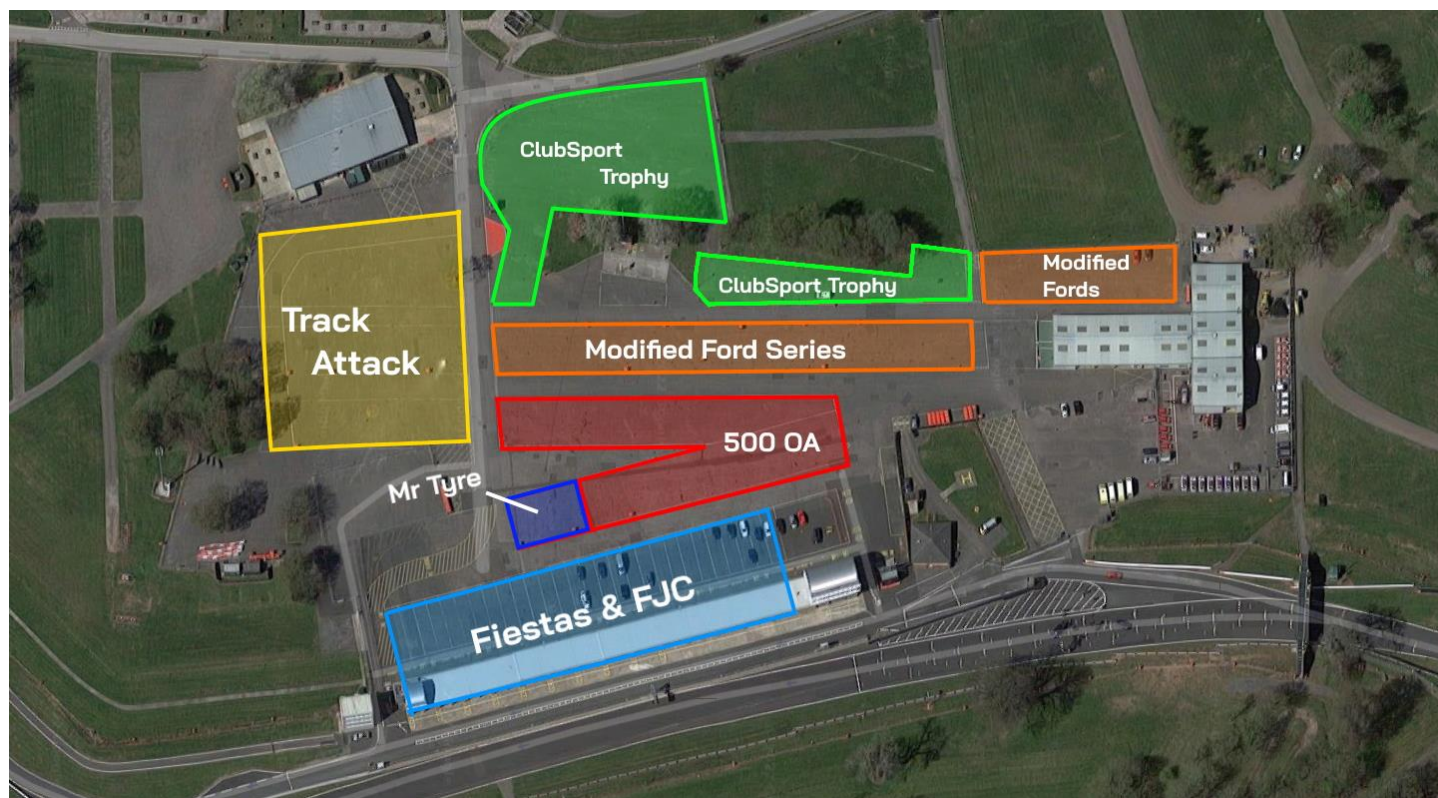 ClubSport
Trophy
ClubSport Trophy
Modified
Fords
Track
Attack
Modified Ford Series
500 OA
Mr Tyre
Fiestas & FJC